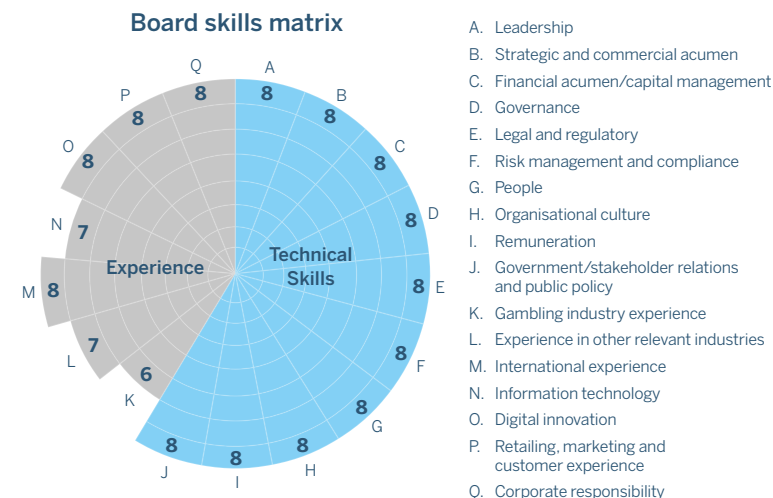 Board skills matrix
Q
A
P
8
8
B
8
8
O
C
8
8
N
7
D
8
Experience
Technical
Skills
M
8
8
E
7
L
8
F
6
K
8
G
8
8
8
J
I
H
A. Leadership
B. Strategic and commercial acumen
C. Financial acumen/capital management
D. Governance
E. Legal and regulatory
F. Risk management and compliance
G. People
H. Organisational culture
I. Remuneration
J. Government/stakeholder relations
and public policy
K. Gambling industry experience
L. Experience in other relevant industries
M. International experience
N. Information technology
O. Digital innovation
P. Retailing, marketing and
customer experience
Q. Corporate responsibility